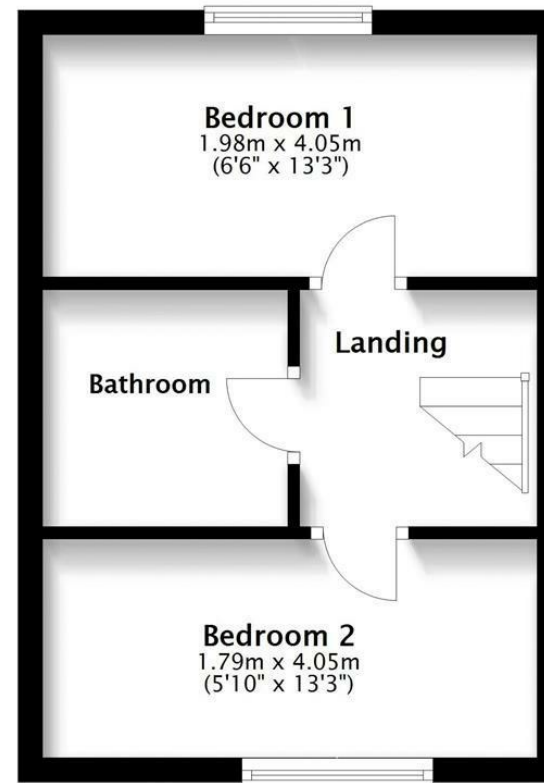 Bedroom 1
1.98m x 4.05m
(6'6" x 13'3")
Landing
Bathroom
Bedroom 2
1.79m x 4.05m
(5'10" x 13'3")